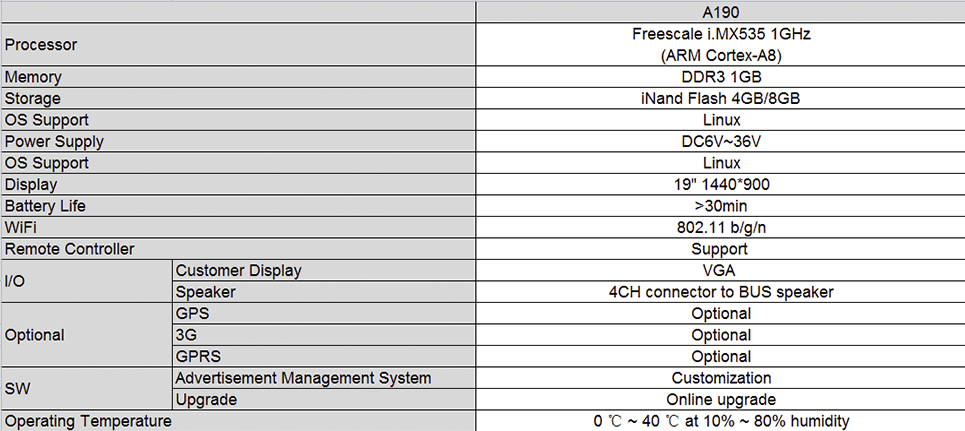 A190
Processor Freescale i.MX535 1GHz
(ARM Cortex-A8)
Memory DDR3 1GB
Storage iNand Flash 4GB/8GB
OS Support Linux
Power Supply DC6V~36V
OS Support Linux
Display 19" 1440*900
Battery Life >30min
WiFi 802.11 b/g/n
Remote Controller Support
I/O Customer Display VGA
Speaker 4CH connector to BUS speaker
Optional GPS Optional
3G Optional
GPRS Optional
SW Advertisement Management System Customization
Upgrade Online upgrade
Operating Temperature 0 ℃ ~ 40 ℃ at 10% ~ 80% humidity